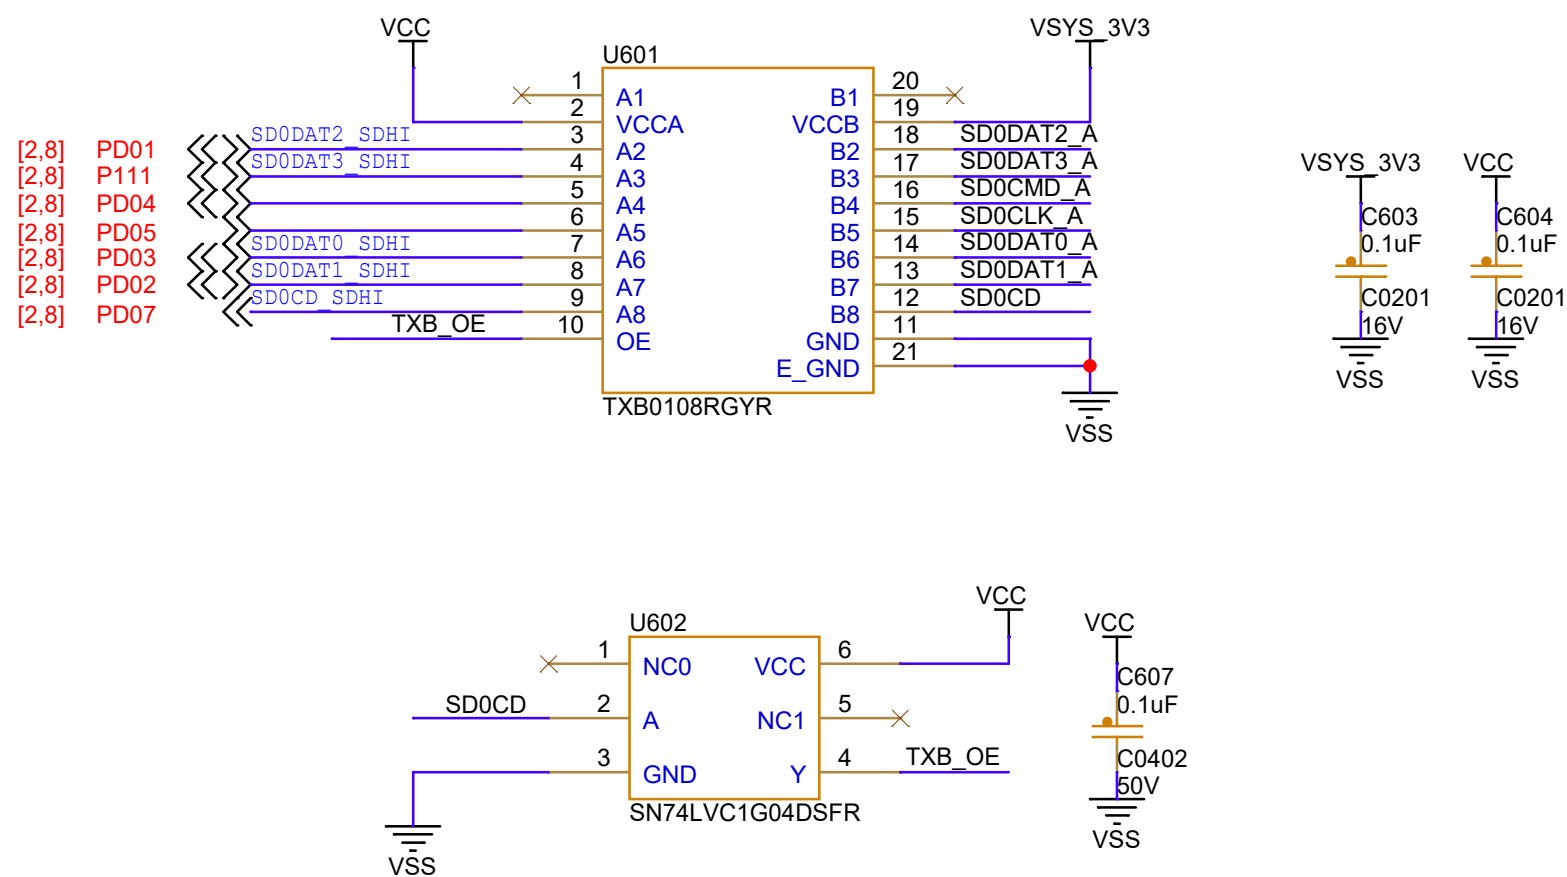 VCC
VSYS_3V3
U601
1 A1 B1 20
2 VCCA VCCB 19
[2,8] PD01 SD0DAT2_SDHI 3 A2 B2 18 SD0DAT2_A
[2,8] P111 SD0DAT3_SDHI 4 A3 B3 17 SD0DAT3_A
[2,8] PD04 5 A4 B4 16 SD0CMD_A
[2,8] PD05 6 A5 B5 15 SD0CLK_A
[2,8] PD03 SD0DAT0_SDHI 7 A6 B6 14 SD0DAT0_A
[2,8] PD02 SD0DAT1_SDHI 8 A7 B7 13 SD0DAT1_A
[2,8] PD07 SD0CD_SDHI 9 A8 B8 12 SD0CD
TXB_OE 10 OE GND 11
E_GND 21
TXB0108RGYR
VSS
VSYS_3V3
C603
0.1uF
C0201
16V
VSS
VCC
C604
0.1uF
C0201
16V
VSS
VCC
U602
1 NC0 VCC 6
SD0CD 2 A NC1 5
3 GND Y 4 TXB_OE
SN74LVC1G04DSFR
VSS
VCC
C607
0.1uF
C0402
50V
VSS